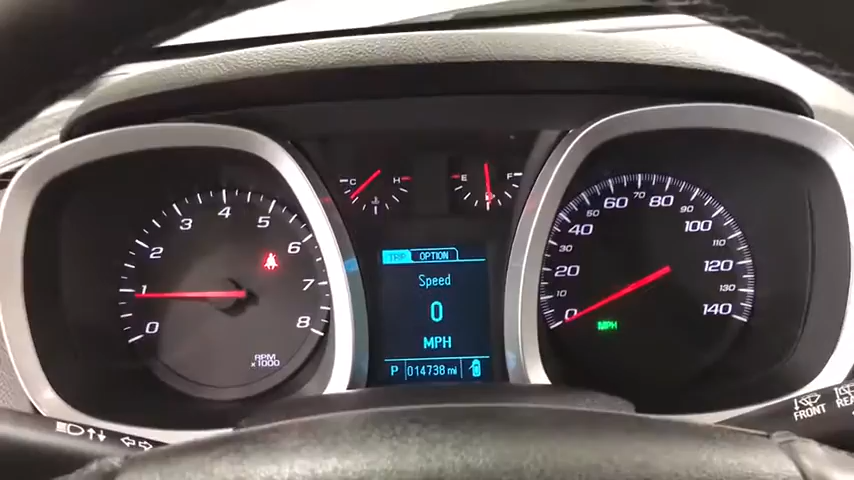 C H
E F
0 1 2 3 4 5 6 7 8
RPM
x1000
TRIP OPTION
Speed
0
MPH
P 014738 mi
0 10 20 30 40 50 60 70 80 90 100 110 120 130 140
MPH
FRONT
REA